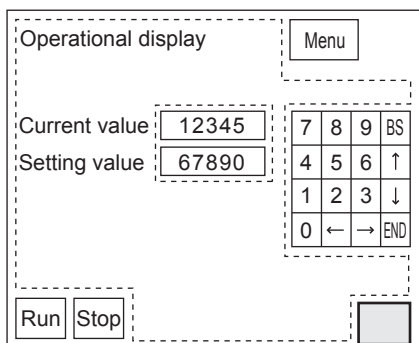 Operational display Menu
Current value 12345
Setting value 67890
7 8 9 BS
4 5 6 ↑
1 2 3 ↓
0 ← → END
Run Stop